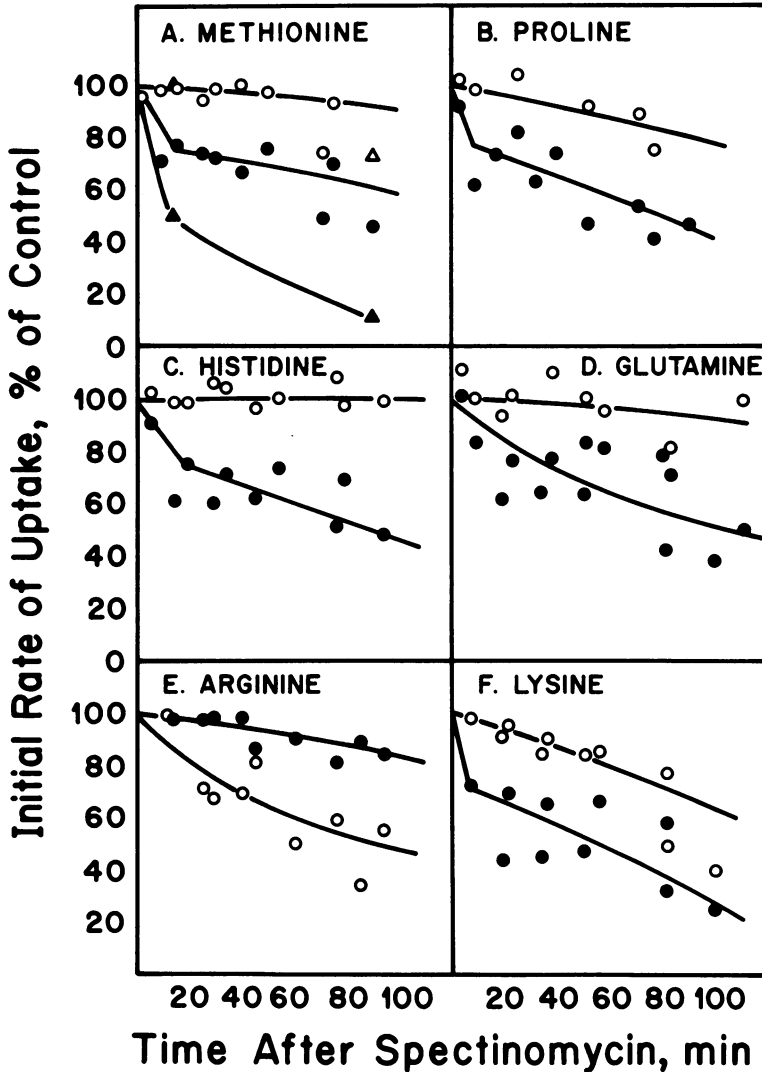 A. METHIONINE
B. PROLINE
100
80
60
40
20
0
C. HISTIDINE
D. GLUTAMINE
100
80
60
40
20
0
E. ARGININE
F. LYSINE
100
80
60
40
20
20 40 60 80 100
20 40 60 80 100
Initial Rate of Uptake, % of Control
Time After Spectinomycin, min